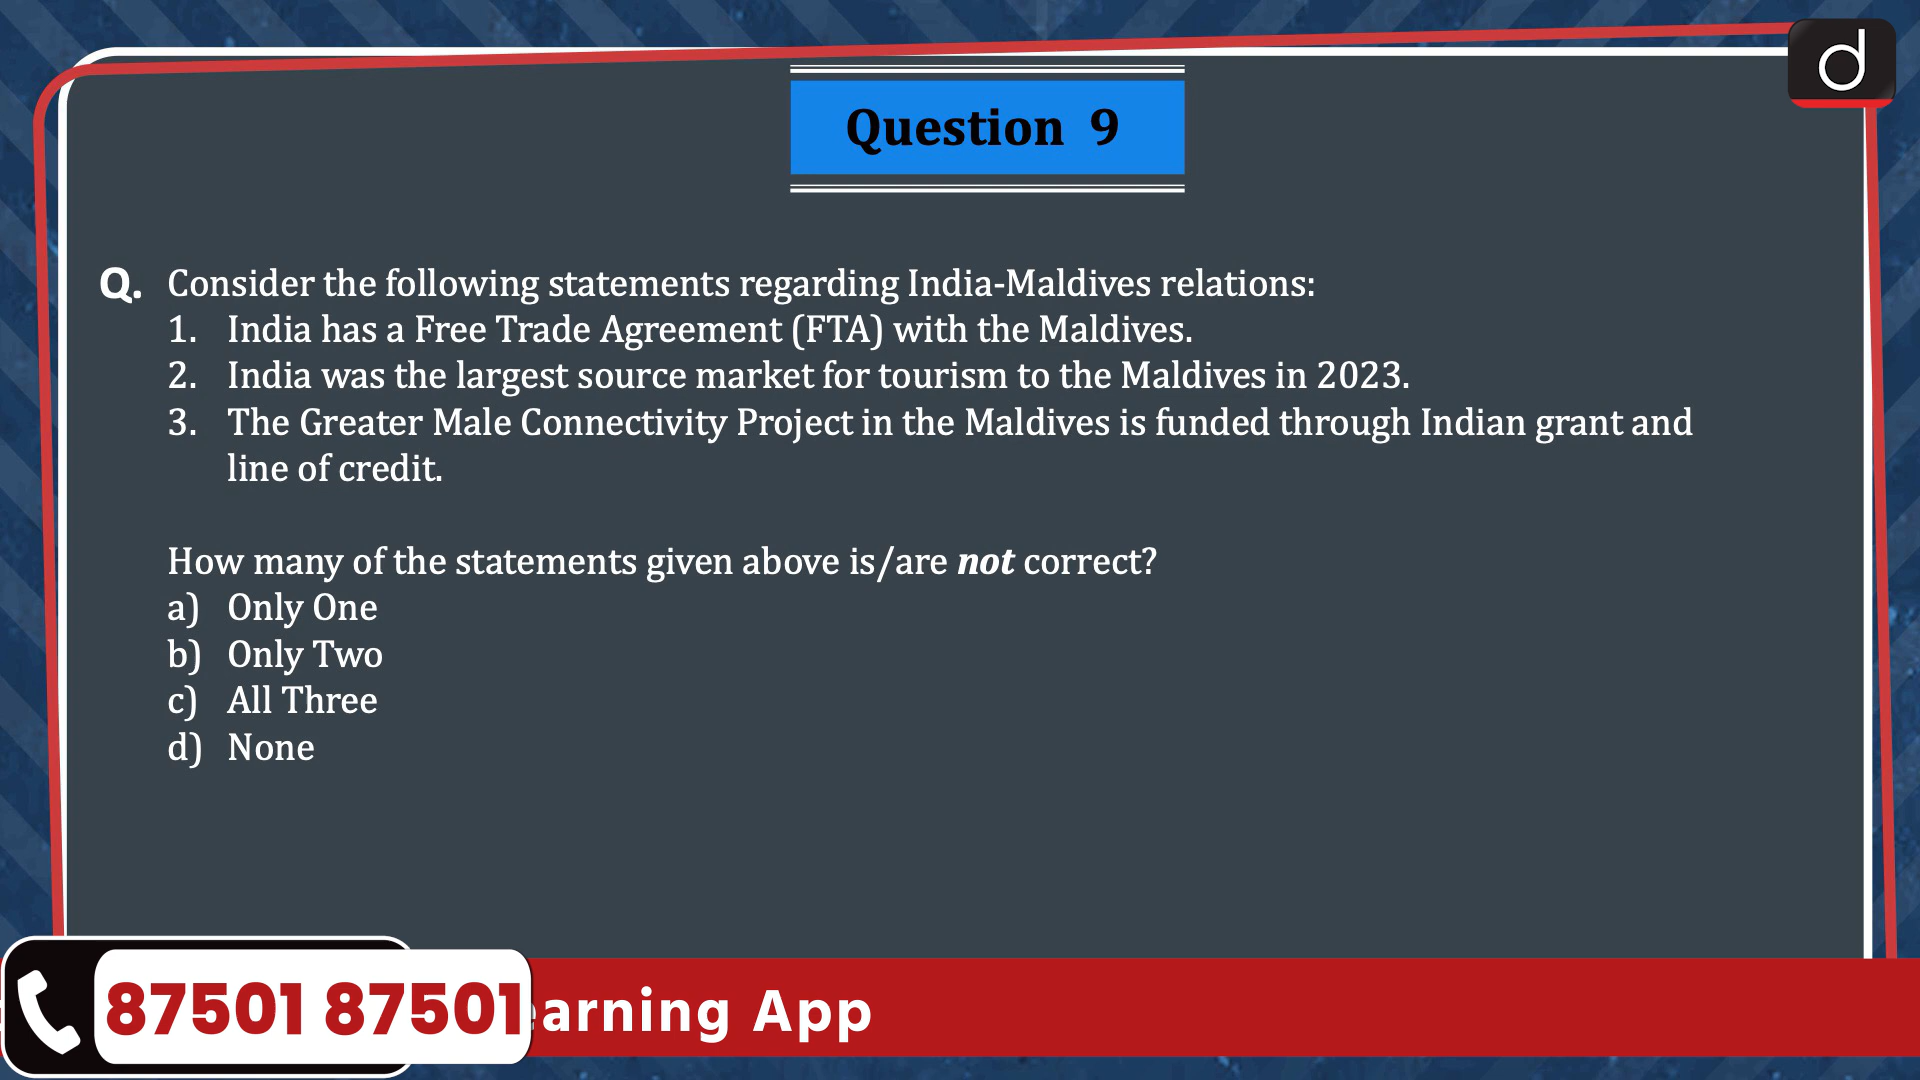 d
Question 9
Q. Consider the following statements regarding India-Maldives relations:
1. India has a Free Trade Agreement (FTA) with the Maldives.
2. India was the largest source market for tourism to the Maldives in 2023.
3. The Greater Male Connectivity Project in the Maldives is funded through Indian grant and
line of credit.
How many of the statements given above is/are not correct?
a) Only One
b) Only Two
c) All Three
d) None
87501 87501
earning App